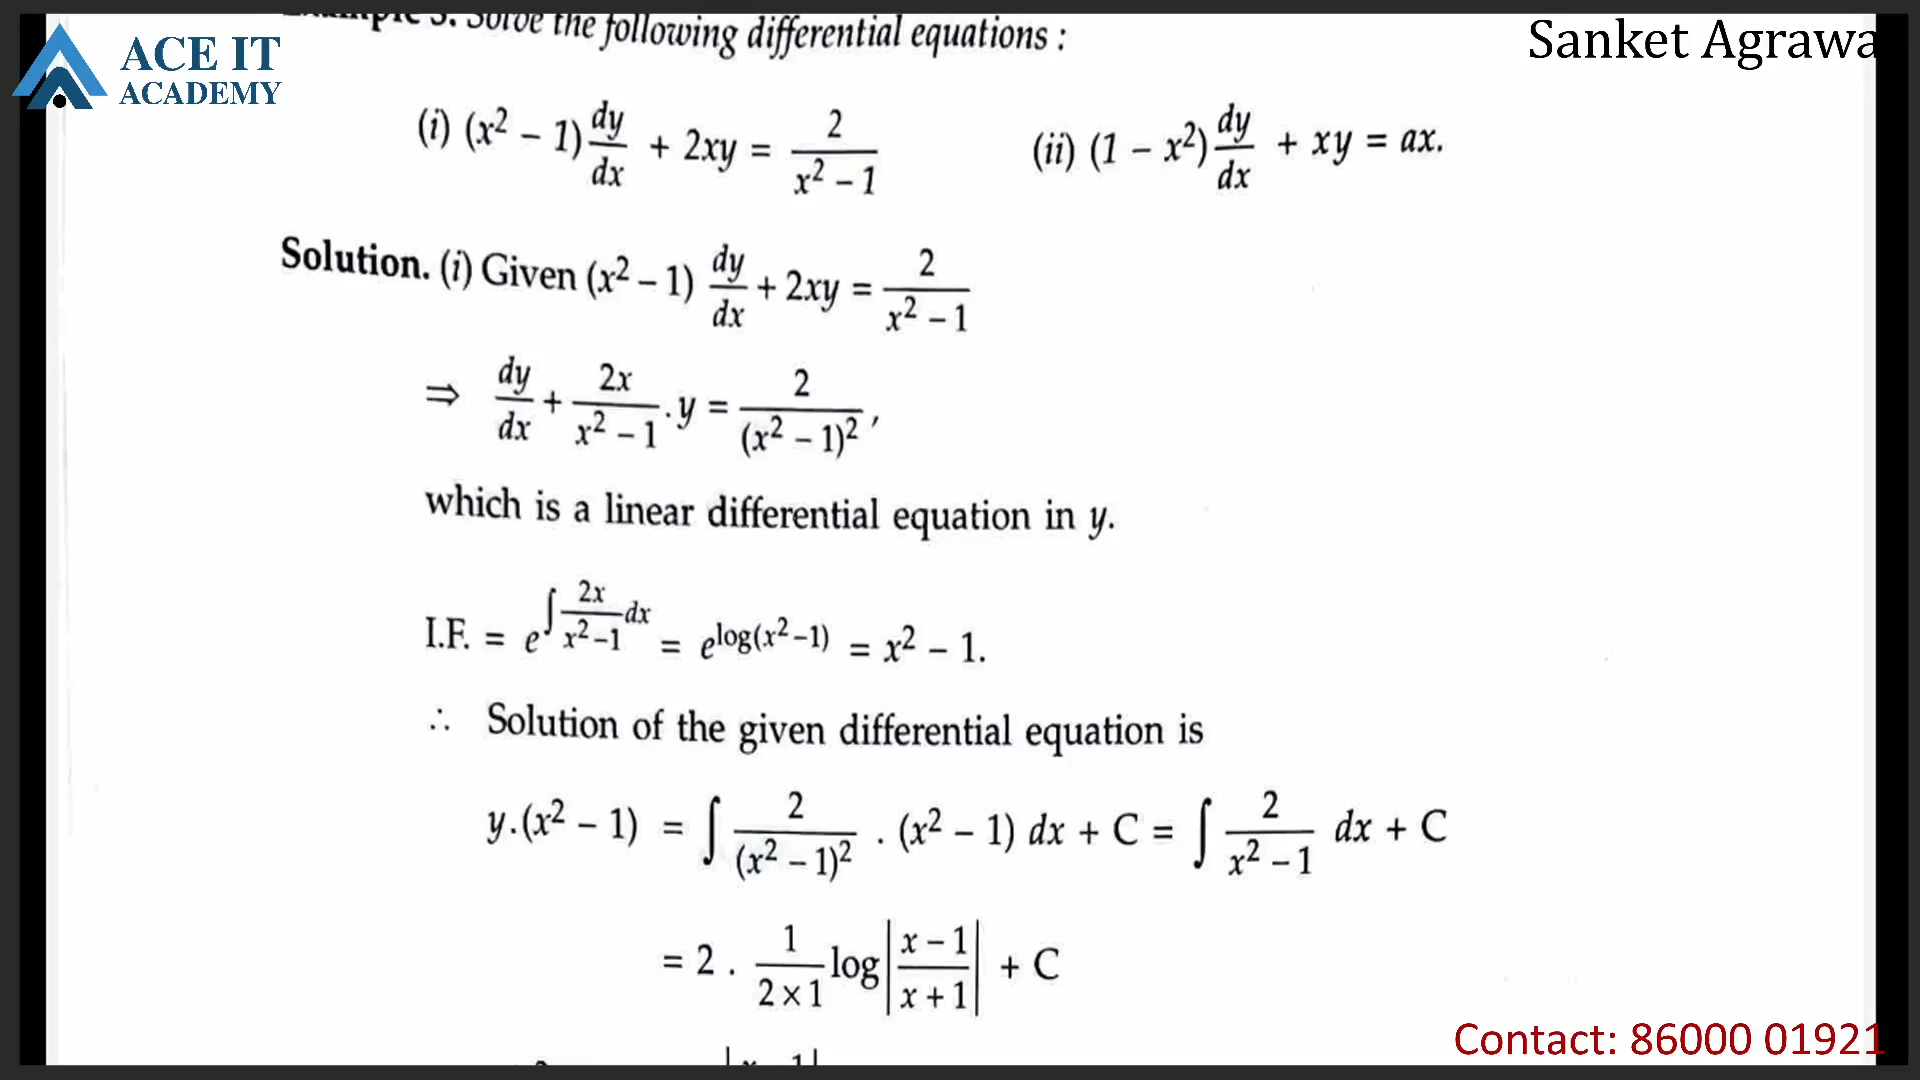 Example 3. Solve the following differential equations :
Sanket Agrawa
ACE IT
ACADEMY
(i) (x² – 1) dy/dx + 2xy = 2/(x² – 1) (ii) (1 – x²) dy/dx + xy = ax.
Solution. (i) Given (x² – 1) dy/dx + 2xy = 2/(x² – 1)
⇒ dy/dx + 2x/(x² – 1) . y = 2/(x² – 1)² ,
which is a linear differential equation in y.
I.F. = e^(∫ 2x/(x²–1) dx) = e^(log(x²–1)) = x² – 1.
∴ Solution of the given differential equation is
y.(x² – 1) = ∫ 2/(x² – 1)² . (x² – 1) dx + C = ∫ 2/(x² – 1) dx + C
= 2 . 1/(2 × 1) log |(x – 1)/(x + 1)| + C
Contact: 86000 01921